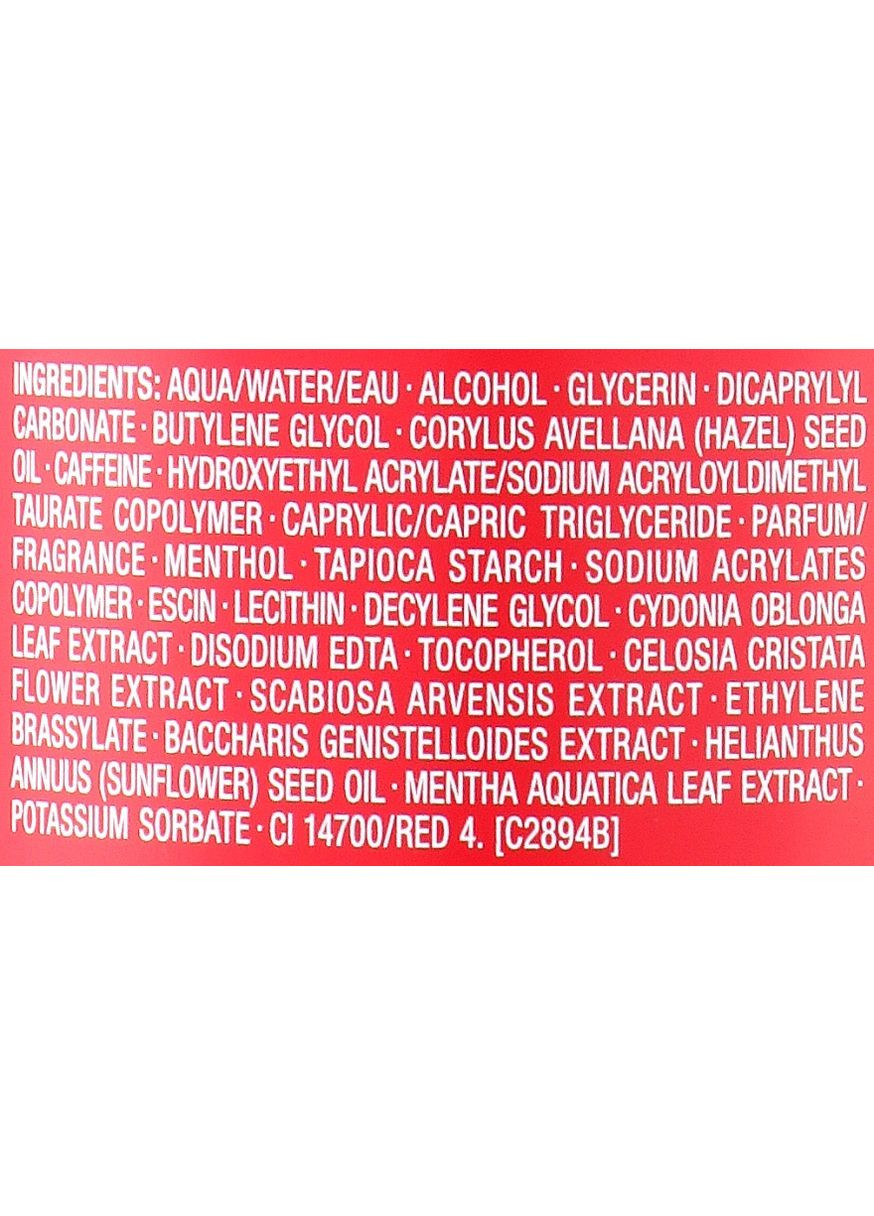 INGREDIENTS: AQUA/WATER/EAU · ALCOHOL · GLYCERIN · DICAPRYLYL
CARBONATE · BUTYLENE GLYCOL · CORYLUS AVELLANA (HAZEL) SEED
OIL · CAFFEINE · HYDROXYETHYL ACRYLATE/SODIUM ACRYLOYLDIMETHYL
TAURATE COPOLYMER · CAPRYLIC/CAPRIC TRIGLYCERIDE · PARFUM/
FRAGRANCE · MENTHOL · TAPIOCA STARCH · SODIUM ACRYLATES
COPOLYMER · ESCIN · LECITHIN · DECYLENE GLYCOL · CYDONIA OBLONGA
LEAF EXTRACT · DISODIUM EDTA · TOCOPHEROL · CELOSIA CRISTATA
FLOWER EXTRACT · SCABIOSA ARVENSIS EXTRACT · ETHYLENE
BRASSYLATE · BACCHARIS GENISTELLOIDES EXTRACT · HELIANTHUS
ANNUUS (SUNFLOWER) SEED OIL · MENTHA AQUATICA LEAF EXTRACT ·
POTASSIUM SORBATE · CI 14700/RED 4. [C2894B]